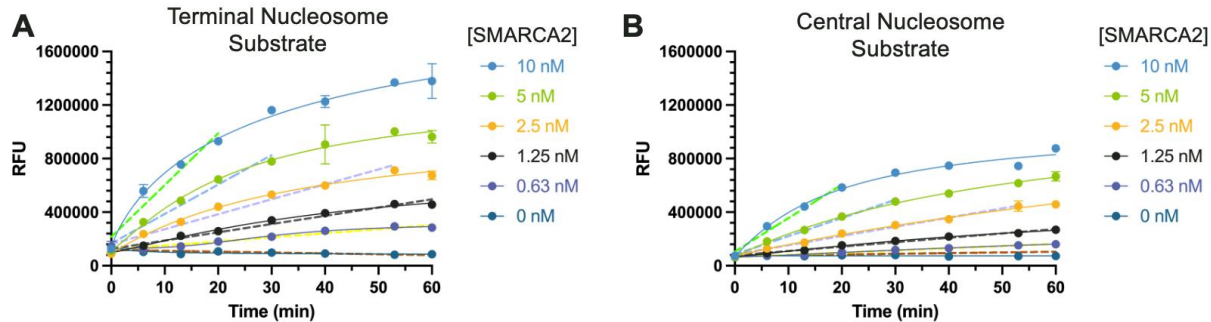 A
Terminal Nucleosome
Substrate
[SMARCA2]
1600000
1200000
800000
400000
0
RFU
0 10 20 30 40 50 60
Time (min)
10 nM
5 nM
2.5 nM
1.25 nM
0.63 nM
0 nM
B
Central Nucleosome
Substrate
[SMARCA2]
1600000
1200000
800000
400000
0
RFU
0 10 20 30 40 50 60
Time (min)
10 nM
5 nM
2.5 nM
1.25 nM
0.63 nM
0 nM